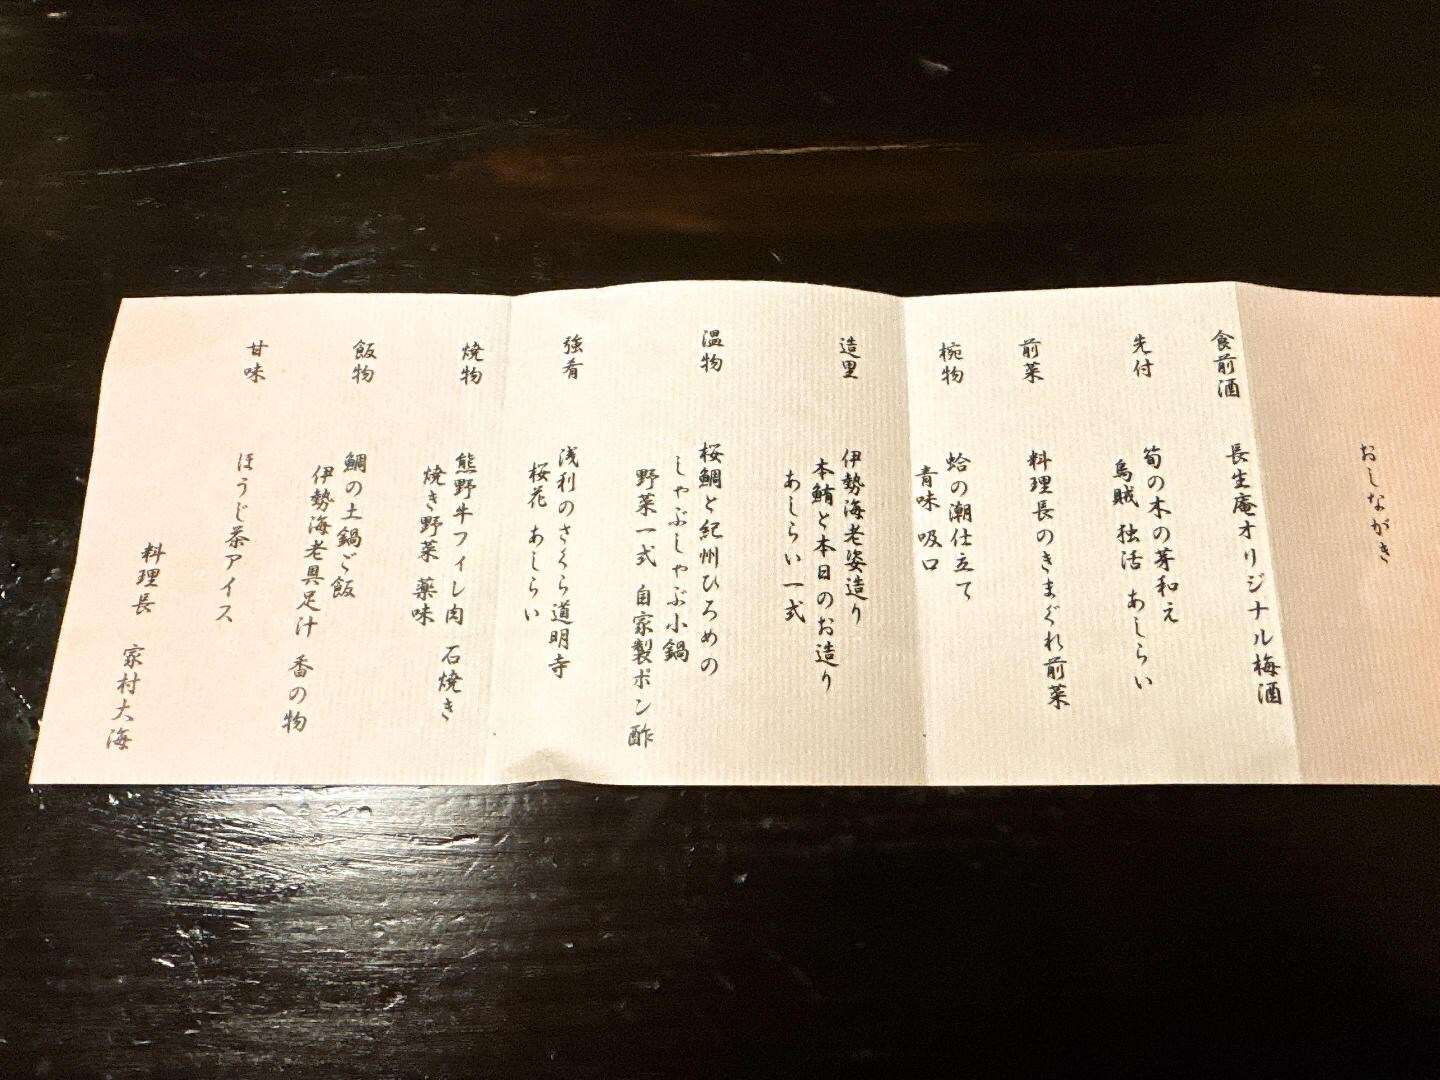 おしながき
食前酒 長生庵オリジナル梅酒
先付 筍の木の芽和え
烏賊 独活 あしらい
前菜 料理長のきまぐれ前菜
椀物 蛤の潮仕立て
青味 吸口
造里 伊勢海老姿造り
本鮪と本日のお造り
あしらい一式
温物 桜鯛と紀州ひろめの
しゃぶしゃぶ小鍋
野菜一式 自家製ポン酢
強肴 浅利のさくら道明寺
桜花 あしらい
焼物 熊野牛フィレ肉 石焼き
焼き野菜 薬味
飯物 鯛の土鍋ご飯
伊勢海老具足汁 香の物
甘味 ほうじ茶アイス
料理長 家村大海